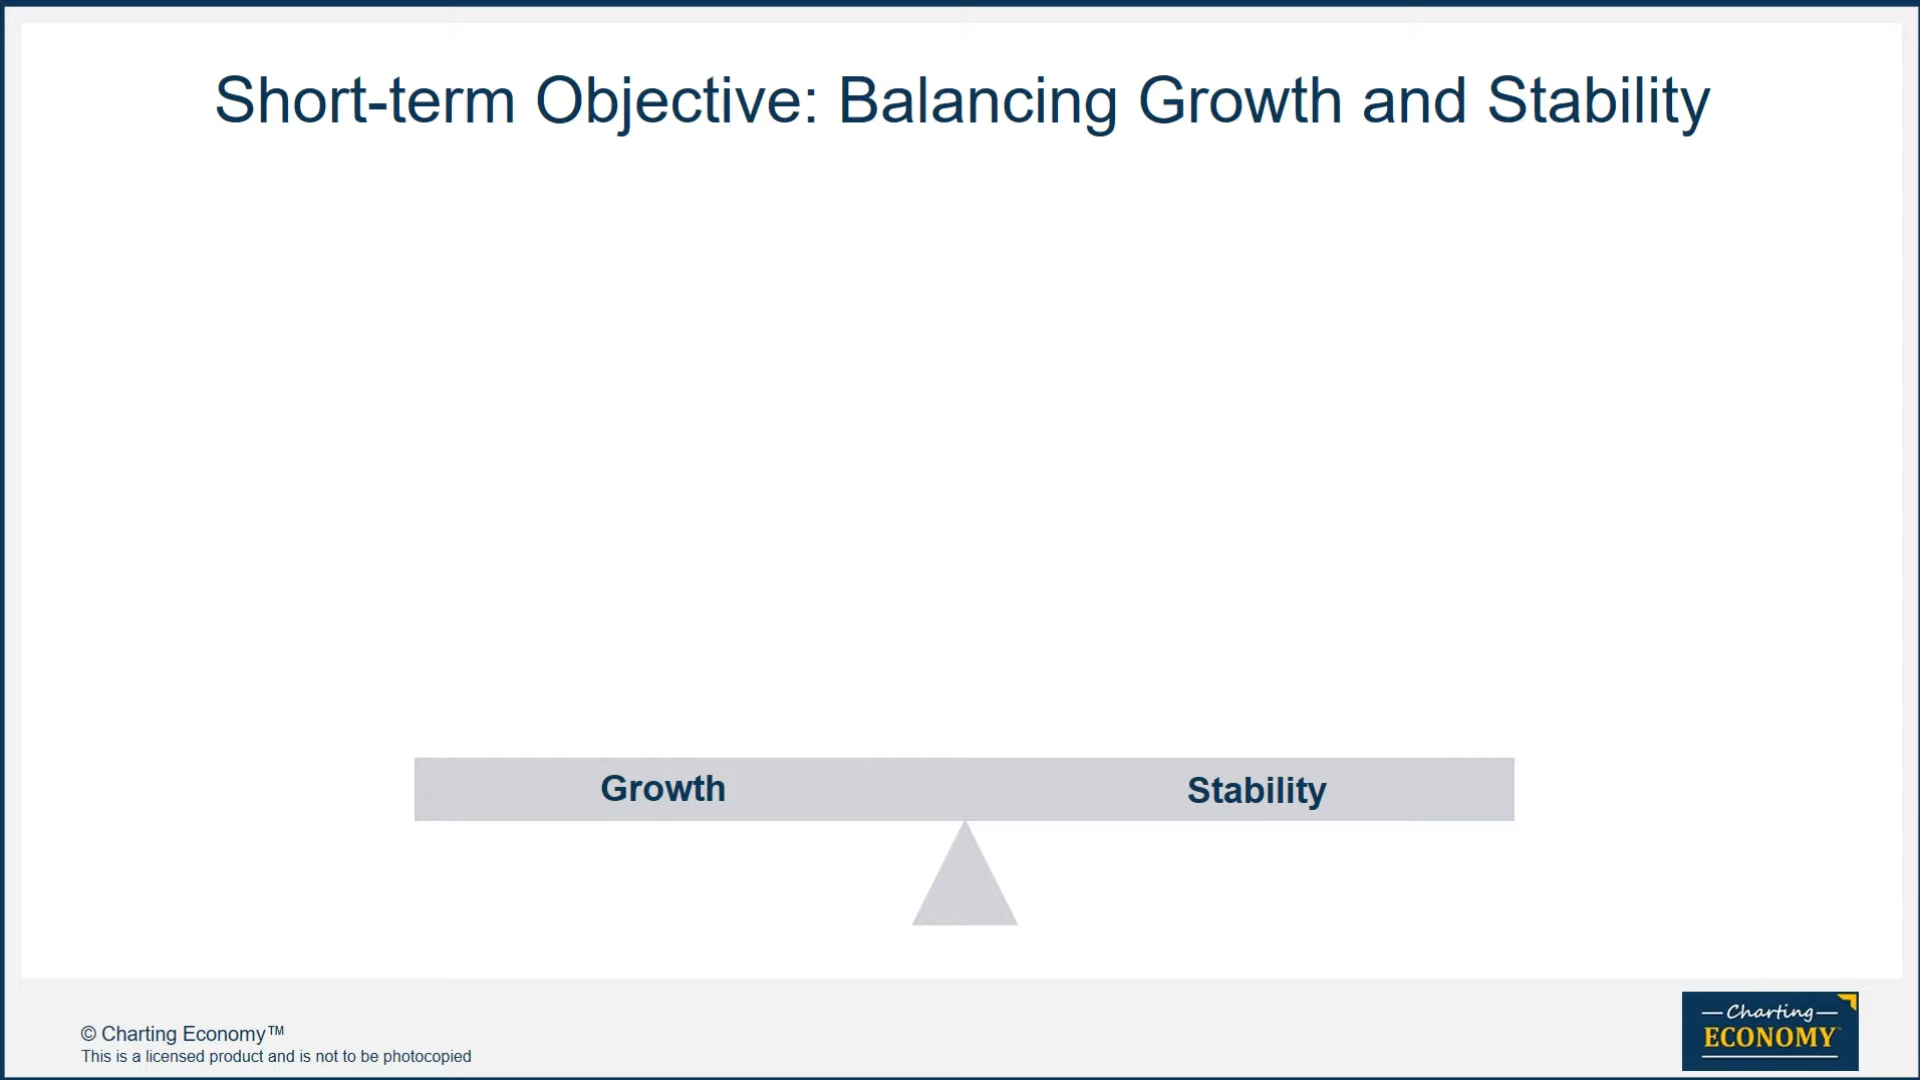 Short-term Objective: Balancing Growth and Stability
Growth Stability
© Charting Economy™
This is a licensed product and is not to be photocopied
Charting
ECONOMY™